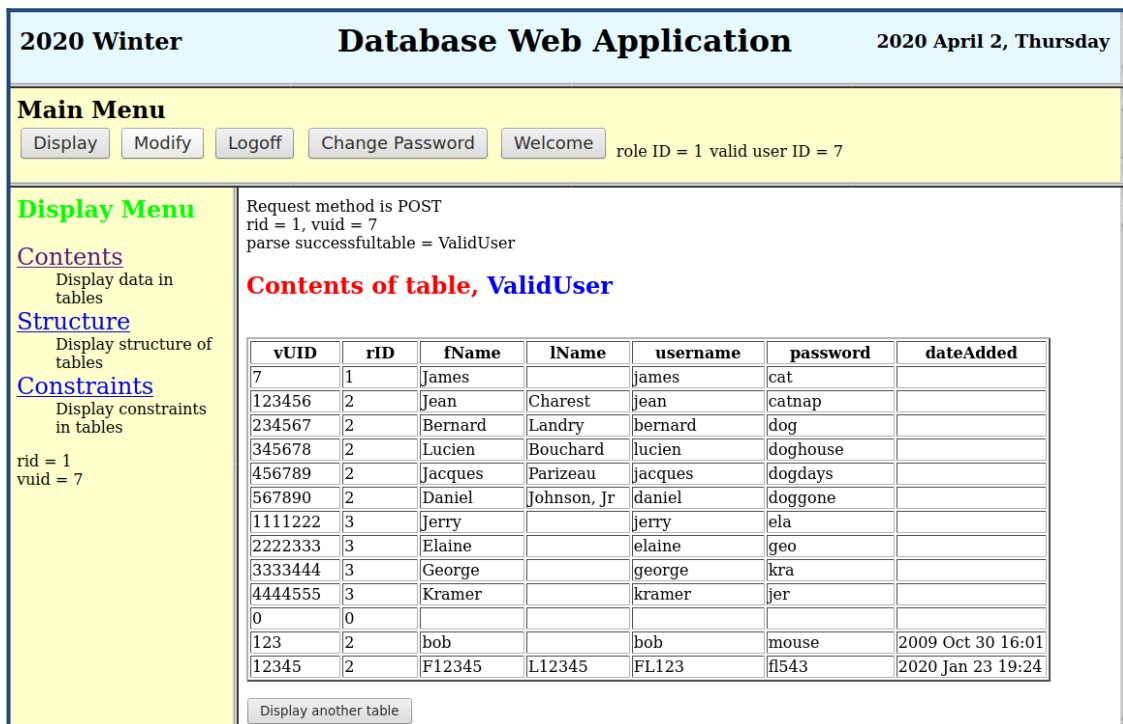 2020 Winter Database Web Application 2020 April 2, Thursday
Main Menu
Display Modify Logoff Change Password Welcome role ID = 1 valid user ID = 7
Display Menu
Contents
Display data in
tables
Structure
Display structure of
tables
Constraints
Display constraints
in tables
rid = 1
vuid = 7
Request method is POST
rid = 1, vuid = 7
parse successfultable = ValidUser
Contents of table, ValidUser
vUID rID fName lName username password dateAdded
7 1 James james cat
123456 2 Jean Charest jean catnap
234567 2 Bernard Landry bernard dog
345678 2 Lucien Bouchard lucien doghouse
456789 2 Jacques Parizeau jacques dogdays
567890 2 Daniel Johnson, Jr daniel doggone
1111222 3 Jerry jerry ela
2222333 3 Elaine elaine geo
3333444 3 George george kra
4444555 3 Kramer kramer jer
0 0
123 2 bob bob mouse 2009 Oct 30 16:01
12345 2 F12345 L12345 FL123 fl543 2020 Jan 23 19:24
Display another table